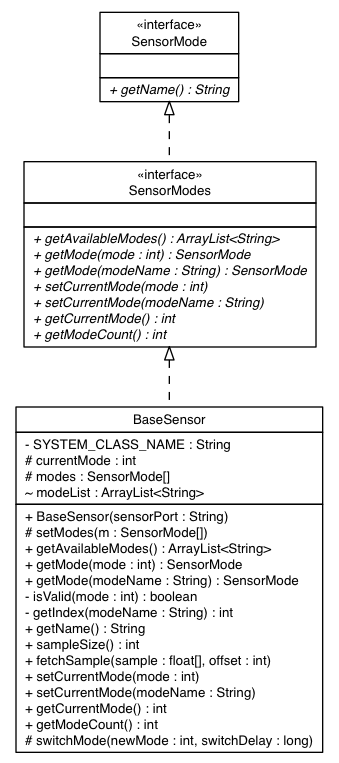 «interface»
SensorMode
+ getName() : String
«interface»
SensorModes
+ getAvailableModes() : ArrayList<String>
+ getMode(mode : int) : SensorMode
+ getMode(modeName : String) : SensorMode
+ setCurrentMode(mode : int)
+ setCurrentMode(modeName : String)
+ getCurrentMode() : int
+ getModeCount() : int
BaseSensor
- SYSTEM_CLASS_NAME : String
# currentMode : int
# modes : SensorMode[]
~ modeList : ArrayList<String>
+ BaseSensor(sensorPort : String)
# setModes(m : SensorMode[])
+ getAvailableModes() : ArrayList<String>
+ getMode(mode : int) : SensorMode
+ getMode(modeName : String) : SensorMode
- isValid(mode : int) : boolean
- getIndex(modeName : String) : int
+ getName() : String
+ sampleSize() : int
+ fetchSample(sample : float[], offset : int)
+ setCurrentMode(mode : int)
+ setCurrentMode(modeName : String)
+ getCurrentMode() : int
+ getModeCount() : int
# switchMode(newMode : int, switchDelay : long)